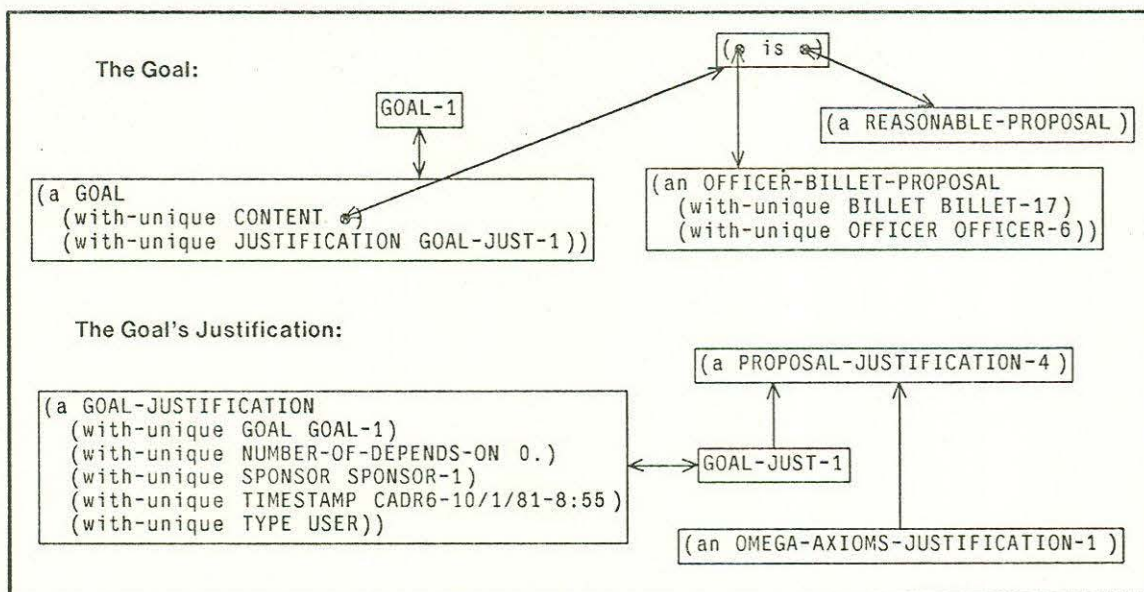 The Goal:
(● is ●)
GOAL-1
(a REASONABLE-PROPOSAL )
(a GOAL
(with-unique CONTENT ●)
(with-unique JUSTIFICATION GOAL-JUST-1))
(an OFFICER-BILLET-PROPOSAL
(with-unique BILLET BILLET-17)
(with-unique OFFICER OFFICER-6))
The Goal's Justification:
(a PROPOSAL-JUSTIFICATION-4)
(a GOAL-JUSTIFICATION
(with-unique GOAL GOAL-1)
(with-unique NUMBER-OF-DEPENDS-ON 0.)
(with-unique SPONSOR SPONSOR-1)
(with-unique TIMESTAMP CADR6-10/1/81-8:55)
(with-unique TYPE USER))
GOAL-JUST-1
(an OMEGA-AXIOMS-JUSTIFICATION-1 )